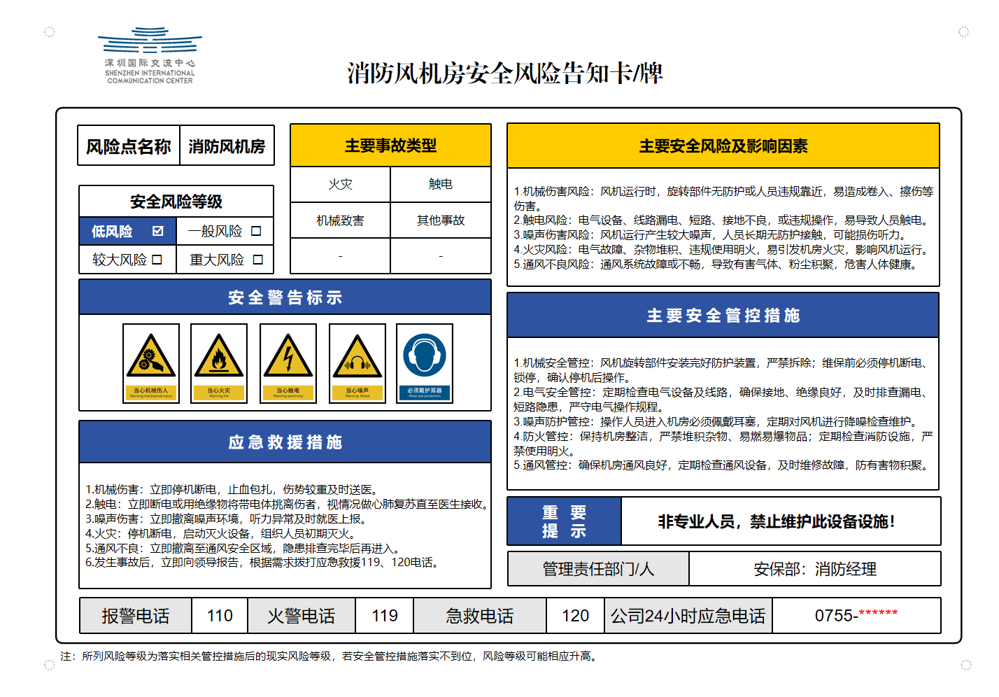 深圳国际交流中心
SHENZHEN INTERNATIONAL
COMMUNICATION CENTER
消防风机房安全风险告知卡/牌
风险点名称 消防风机房
安全风险等级
低风险 ☑ 一般风险 ☐
较大风险 ☐ 重大风险 ☐
主要事故类型
火灾 触电
机械致害 其他事故
- -
主要安全风险及影响因素
1.机械伤害风险：风机运行时，旋转部件无防护或人员违规靠近，易造成卷入、擦伤等
伤害。
2.触电风险：电气设备、线路漏电、短路、接地不良，或违规操作，易导致人员触电。
3.噪声伤害风险：风机运行产生较大噪声，人员长期无防护接触，可能损伤听力。
4.火灾风险：电气故障、杂物堆积、违规使用明火，易引发机房火灾，影响风机运行。
5.通风不良风险：通风系统故障或不畅，导致有害气体、粉尘积聚，危害人体健康。
安全警告标示
当心机械伤人
Warning mechanical injury
当心火灾
Warning fire
当心触电
Warning electricity
当心噪声
Warning Noise
必须戴护耳器
Wear ear protection
主要安全管控措施
1.机械安全管控：风机旋转部件安装完好防护装置，严禁拆除；维保前必须停机断电、
锁停，确认停机后操作。
2.电气安全管控：定期检查电气设备及线路，确保接地、绝缘良好，及时排查漏电、
短路隐患，严守电气操作规程。
3.噪声防护管控：操作人员进入机房必须佩戴耳塞，定期对风机进行降噪检查维护。
4.防火管控：保持机房整洁，严禁堆积杂物、易燃易爆物品；定期检查消防设施，严
禁使用明火。
5.通风管控：确保机房通风良好，定期检查通风设备，及时维修故障，防有害物积聚。
应急救援措施
1.机械伤害：立即停机断电，止血包扎，伤势较重及时送医。
2.触电：立即断电或用绝缘物将带电体挑离伤者，视情况做心肺复苏直至医生接收。
3.噪声伤害：立即撤离噪声环境，听力异常及时就医上报。
4.火灾：停机断电，启动灭火设备，组织人员初期灭火。
5.通风不良：立即撤离至通风安全区域，隐患排查完毕后再进入。
6.发生事故后，立即向领导报告，根据需求拨打应急救援119、120电话。
重要
提示
非专业人员，禁止维护此设备设施！
管理责任部门/人 安保部：消防经理
报警电话 110 火警电话 119 急救电话 120 公司24小时应急电话 0755-******
注：所列风险等级为落实相关管控措施后的现实风险等级，若安全管控措施落实不到位，风险等级可能相应升高。